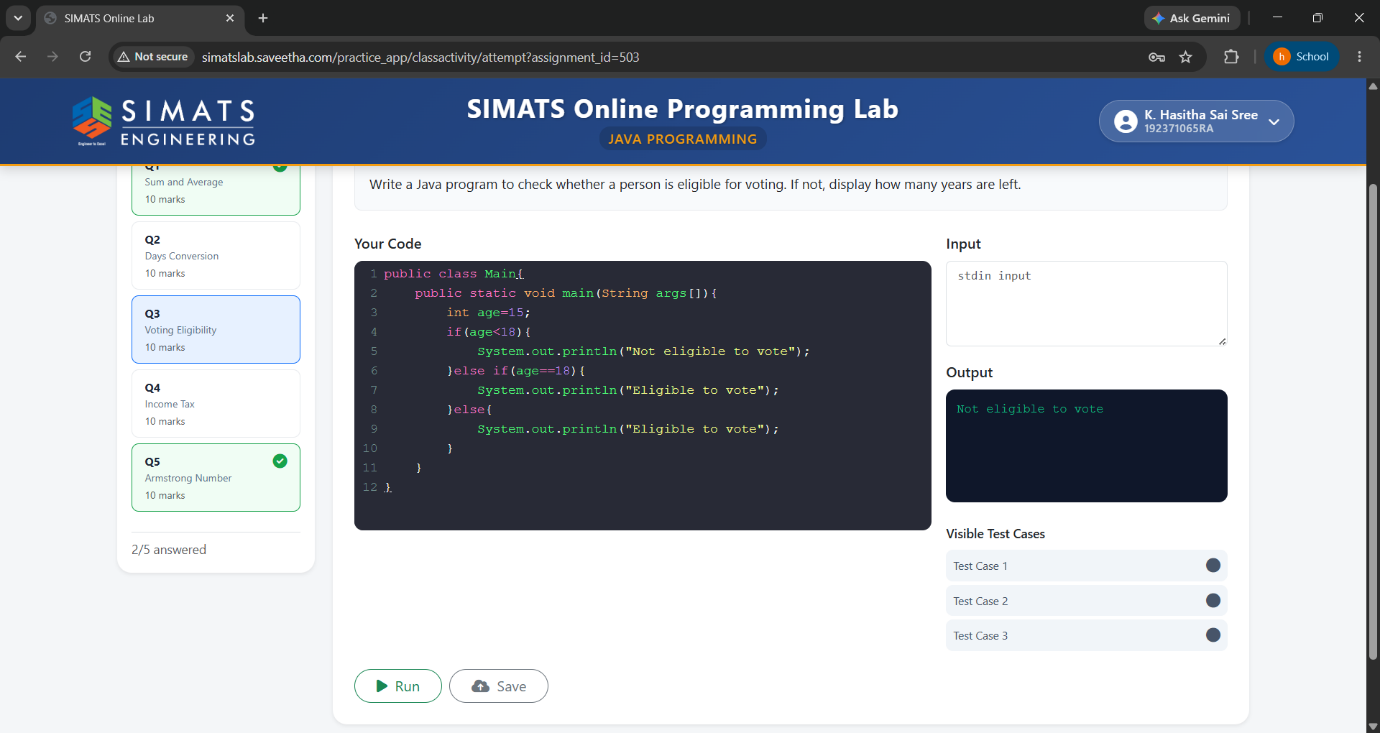 SIMATS Online Lab
Ask Gemini
Not secure
simatslab.saveetha.com/practice_app/classactivity/attempt?assignment_id=503
h
School
SIMATS
ENGINEERING
Engineer to Excel
SIMATS Online Programming Lab
JAVA PROGRAMMING
K. Hasitha Sai Sree
192371065RA
Q1
Sum and Average
10 marks
Q2
Days Conversion
10 marks
Q3
Voting Eligibility
10 marks
Q4
Income Tax
10 marks
Q5
Armstrong Number
10 marks
2/5 answered
Write a Java program to check whether a person is eligible for voting. If not, display how many years are left.
Your Code
1 public class Main{
2     public static void main(String args[]){
3         int age=15;
4         if(age<18){
5             System.out.println("Not eligible to vote");
6         }else if(age==18){
7             System.out.println("Eligible to vote");
8         }else{
9             System.out.println("Eligible to vote");
10         }
11     }
12 }
Run
Save
Input
stdin input
Output
Not eligible to vote
Visible Test Cases
Test Case 1
Test Case 2
Test Case 3